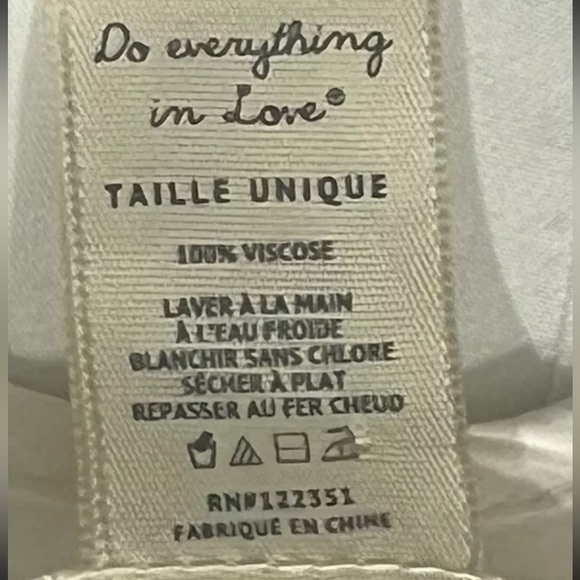 Do everything
in Love®
TAILLE UNIQUE
100% VISCOSE
LAVER À LA MAIN
À L'EAU FROIDE
BLANCHIR SANS CHLORE
SÉCHER À PLAT
REPASSER AU FER CHEUD
RN#122351
FABRIQUÉ EN CHINE